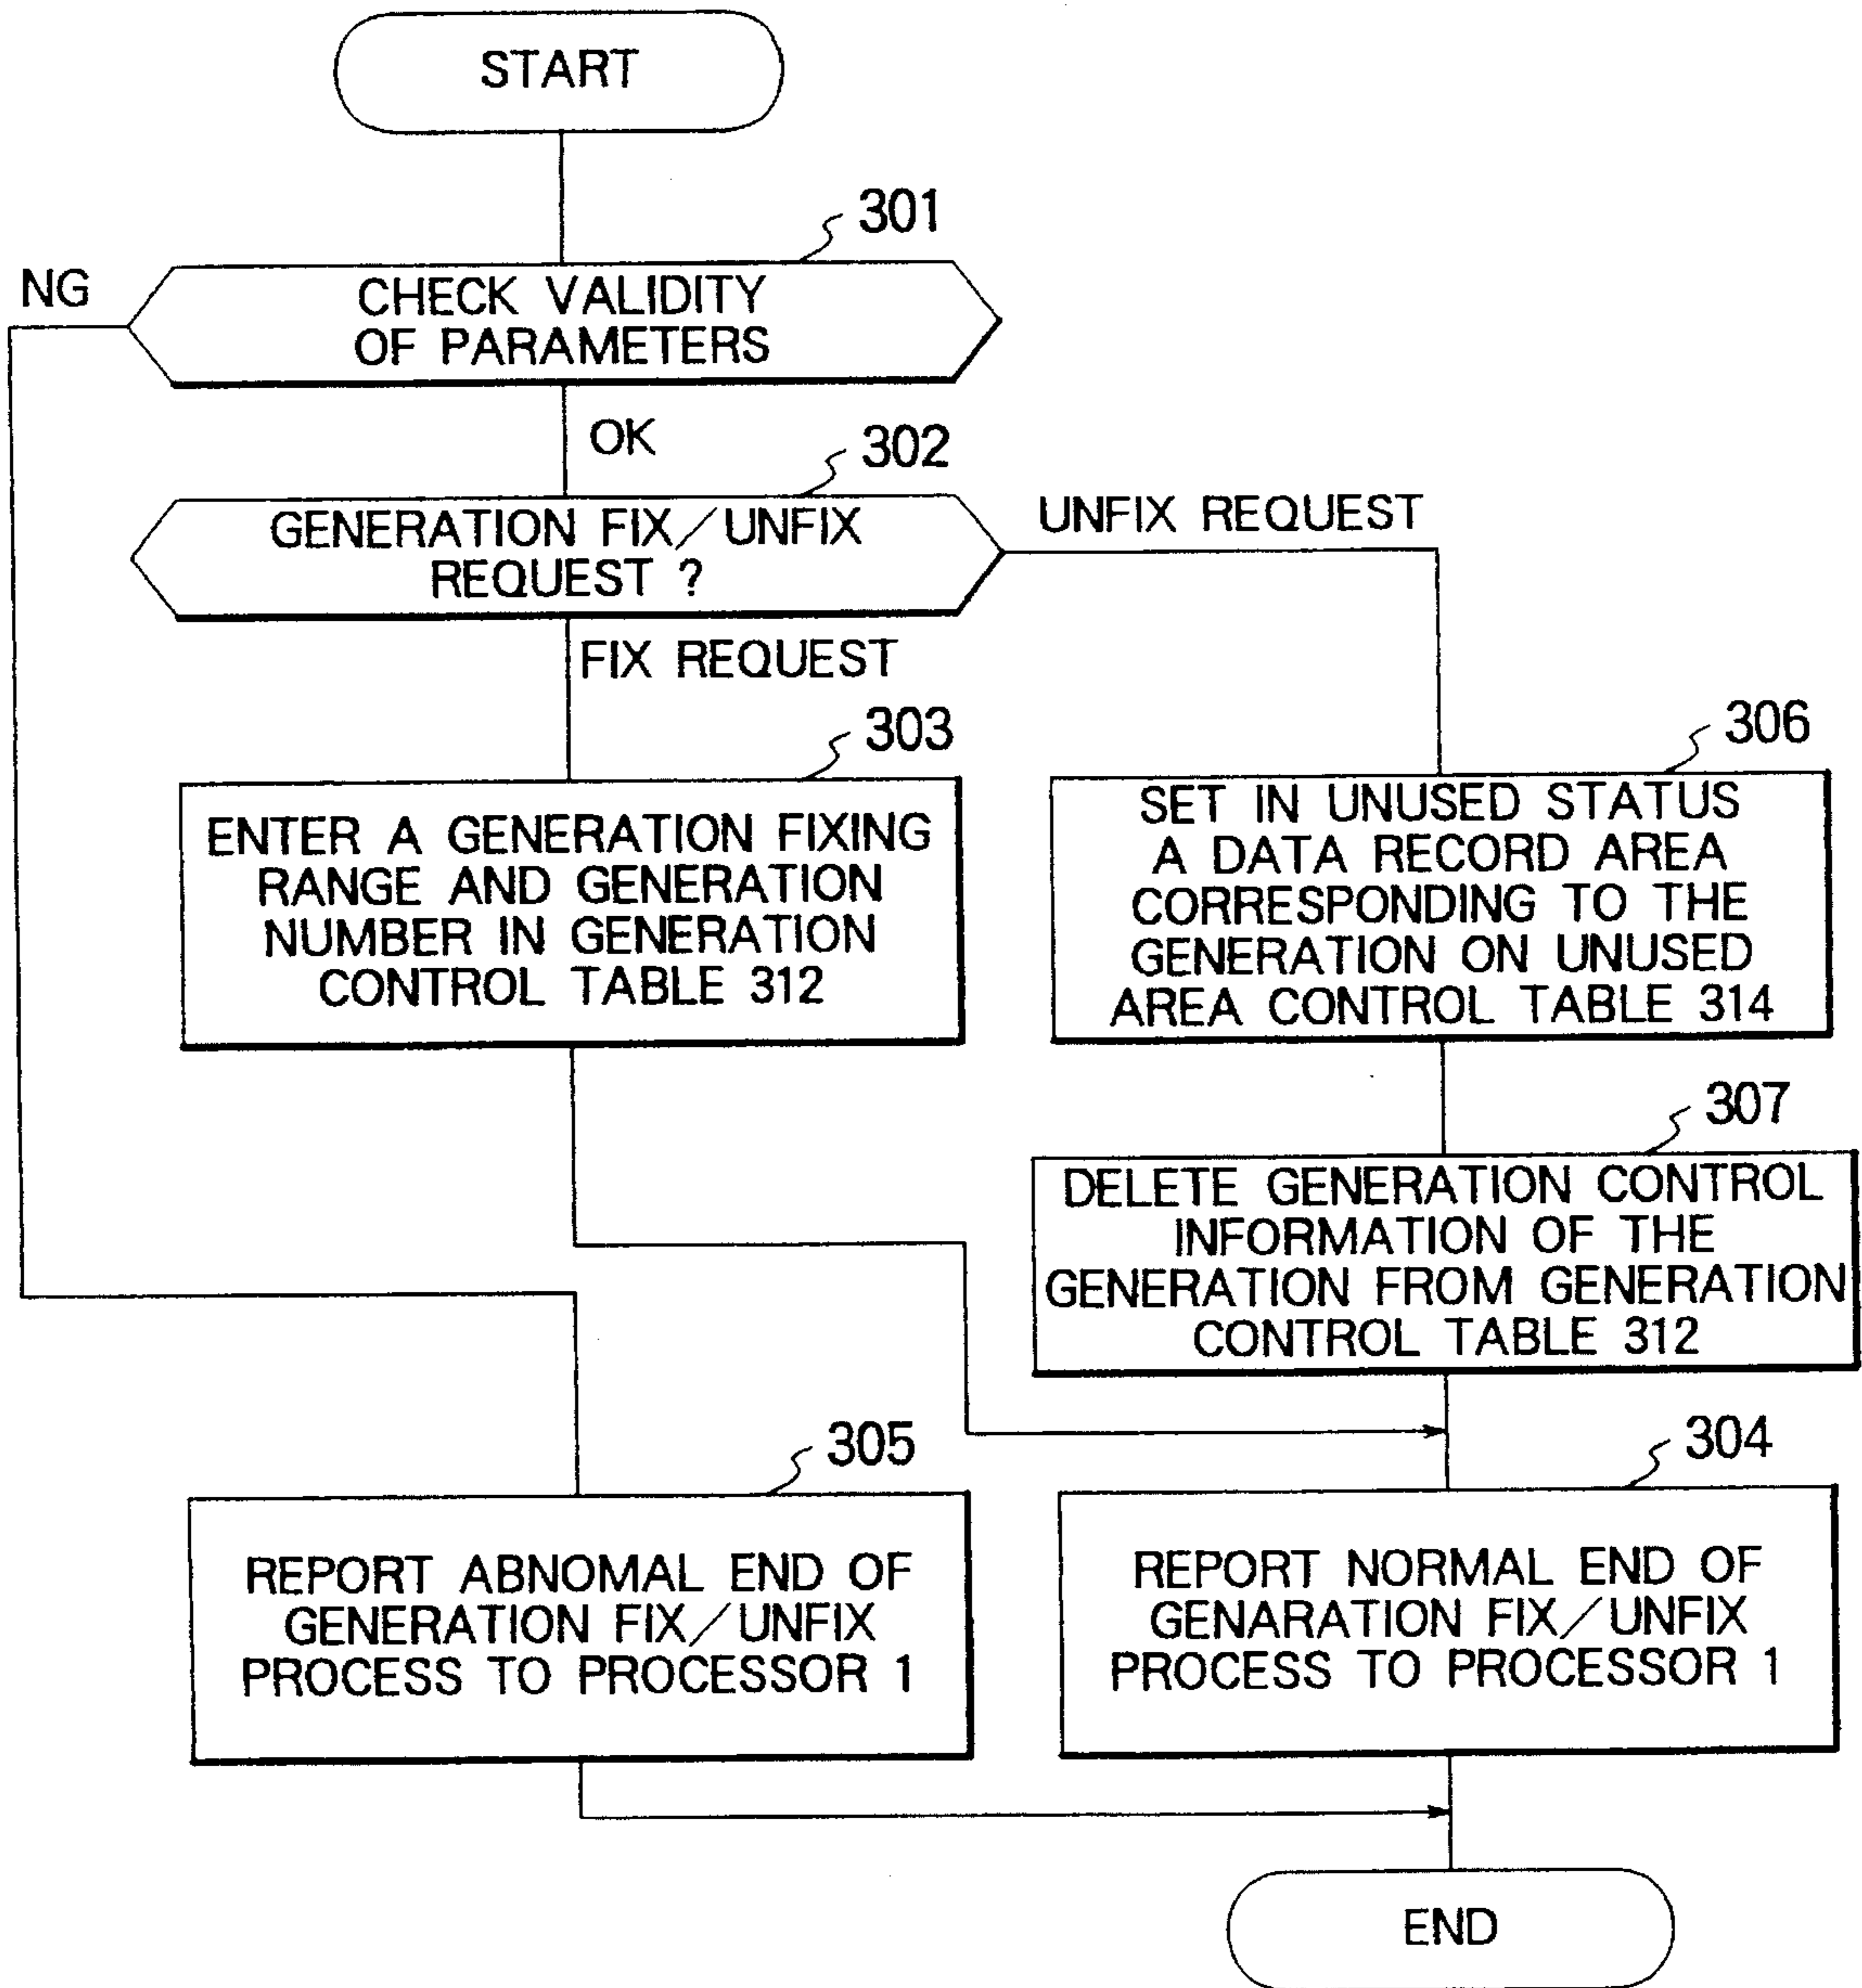 START
301
NG
CHECK VALIDITY
OF PARAMETERS
OK
302
GENERATION FIX/UNFIX
REQUEST ?
UNFIX REQUEST
FIX REQUEST
303
ENTER A GENERATION FIXING
RANGE AND GENERATION
NUMBER IN GENERATION
CONTROL TABLE 312
306
SET IN UNUSED STATUS
A DATA RECORD AREA
CORRESPONDING TO THE
GENERATION ON UNUSED
AREA CONTROL TABLE 314
307
DELETE GENERATION CONTROL
INFORMATION OF THE
GENERATION FROM GENERATION
CONTROL TABLE 312
305
REPORT ABNOMAL END OF
GENERATION FIX/UNFIX
PROCESS TO PROCESSOR 1
304
REPORT NORMAL END OF
GENARATION FIX/UNFIX
PROCESS TO PROCESSOR 1
END